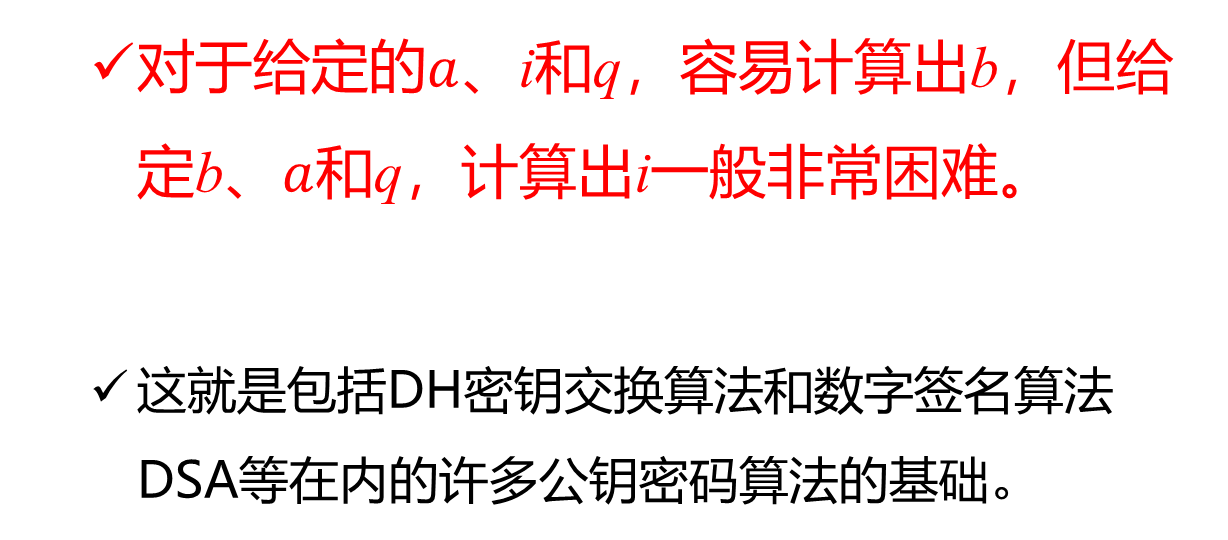 ✓对于给定的a、i和q，容易计算出b，但给
定b、a和q，计算出i一般非常困难。
✓这就是包括DH密钥交换算法和数字签名算法
DSA等在内的许多公钥密码算法的基础。